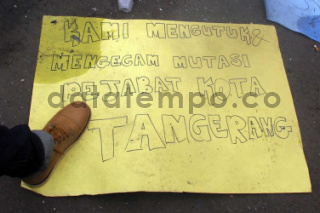 KAMI MENGUTUK &
MENGECAM MUTASI
PEJABAT KOTA
datatempo.co
TANGERANG